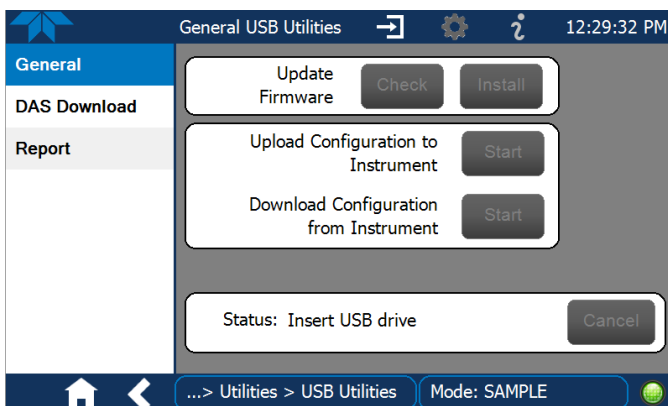 General USB Utilities
12:29:32 PM
General
DAS Download
Report
Update
Firmware
Check
Install
Upload Configuration to
Instrument
Start
Download Configuration
from Instrument
Start
Status: Insert USB drive
Cancel
...> Utilities > USB Utilities
Mode: SAMPLE